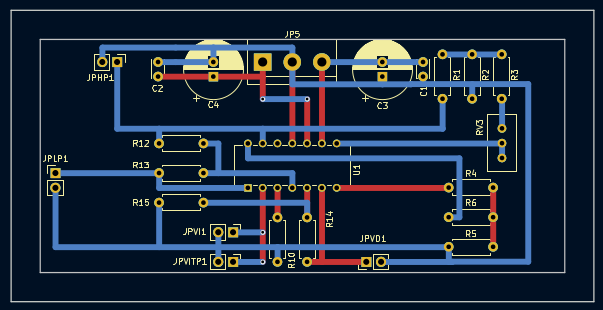 JP5
JPHP1
C2
C4
C3
C1
R1
R2
R3
RV3
R12
JPLP1
R13
U1
R4
R15
R6
R14
JPVI1
JPVD1
R5
JPVITP1
R10